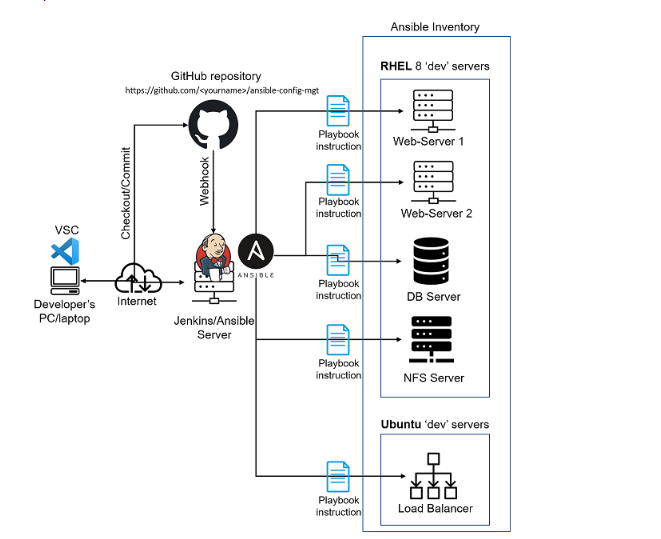 Ansible Inventory
RHEL 8 ‘dev’ servers
GitHub repository
https://github.com/<yourname>/ansible-config-mgt
Playbook
instruction
Web-Server 1
Checkout/Commit
Webhook
Playbook
instruction
Web-Server 2
VSC
ANSIBLE
Developer's
PC/laptop
Internet
Jenkins/Ansible
Server
Playbook
instruction
DB Server
Playbook
instruction
NFS Server
Ubuntu ‘dev’ servers
Playbook
instruction
Load Balancer